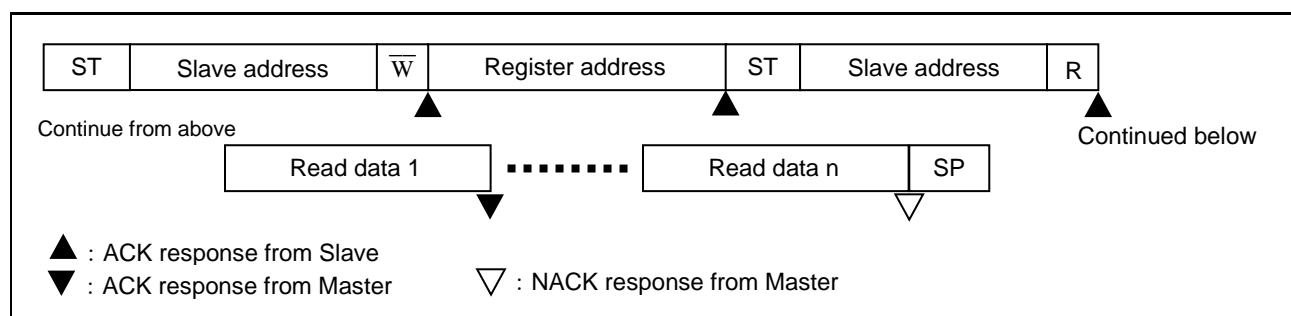 ST Slave address W̅ Register address ST Slave address R
Continue from above
Continued below
Read data 1 Read data n SP
: ACK response from Slave
: ACK response from Master : NACK response from Master